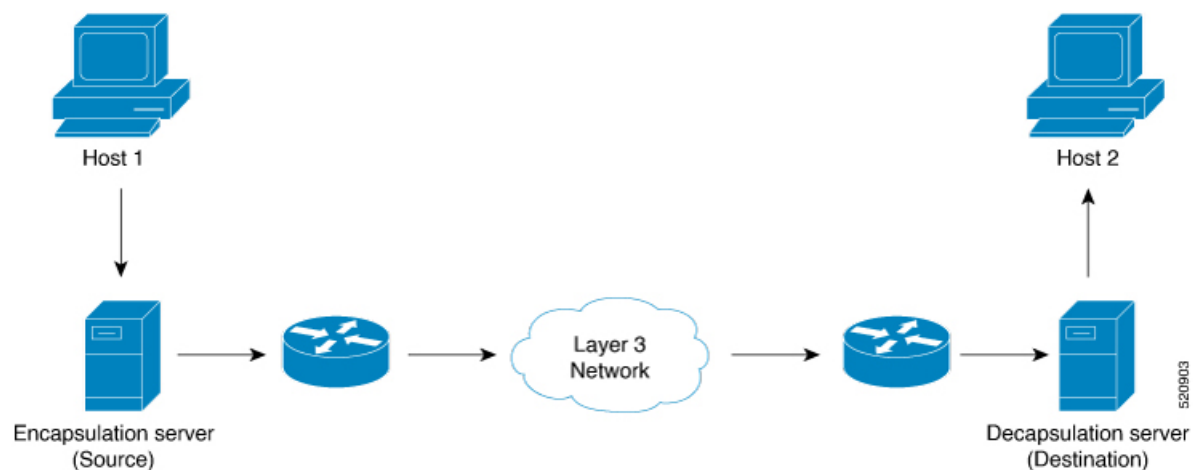 Host 1
Host 2
Layer 3
Network
Encapsulation server
(Source)
Decapsulation server
(Destination)
520903